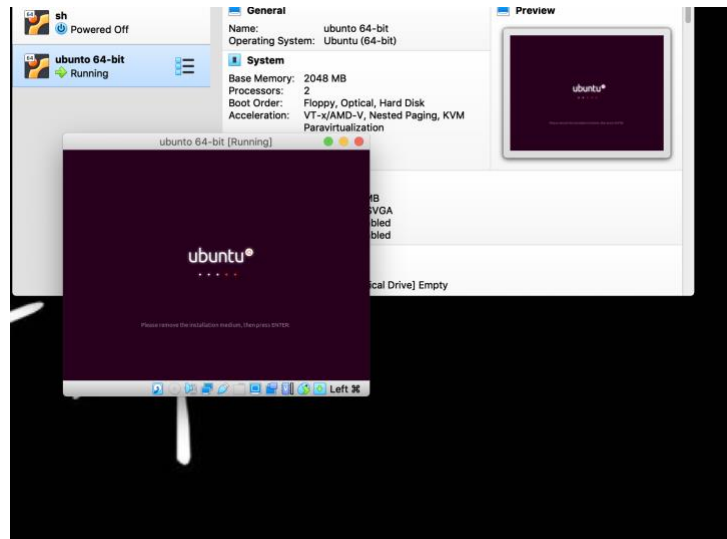 sh
Powered Off
ubunto 64-bit
Running
General
Name: ubunto 64-bit
Operating System: Ubuntu (64-bit)
System
Base Memory: 2048 MB
Processors: 2
Boot Order: Floppy, Optical, Hard Disk
Acceleration: VT-x/AMD-V, Nested Paging, KVM
Paravirtualization
Preview
ubuntu
ubunto 64-bit [Running]
ubuntu
Please remove the installation medium, then press ENTER
Left ⌘
MB
SVGA
bled
bled
ical Drive] Empty